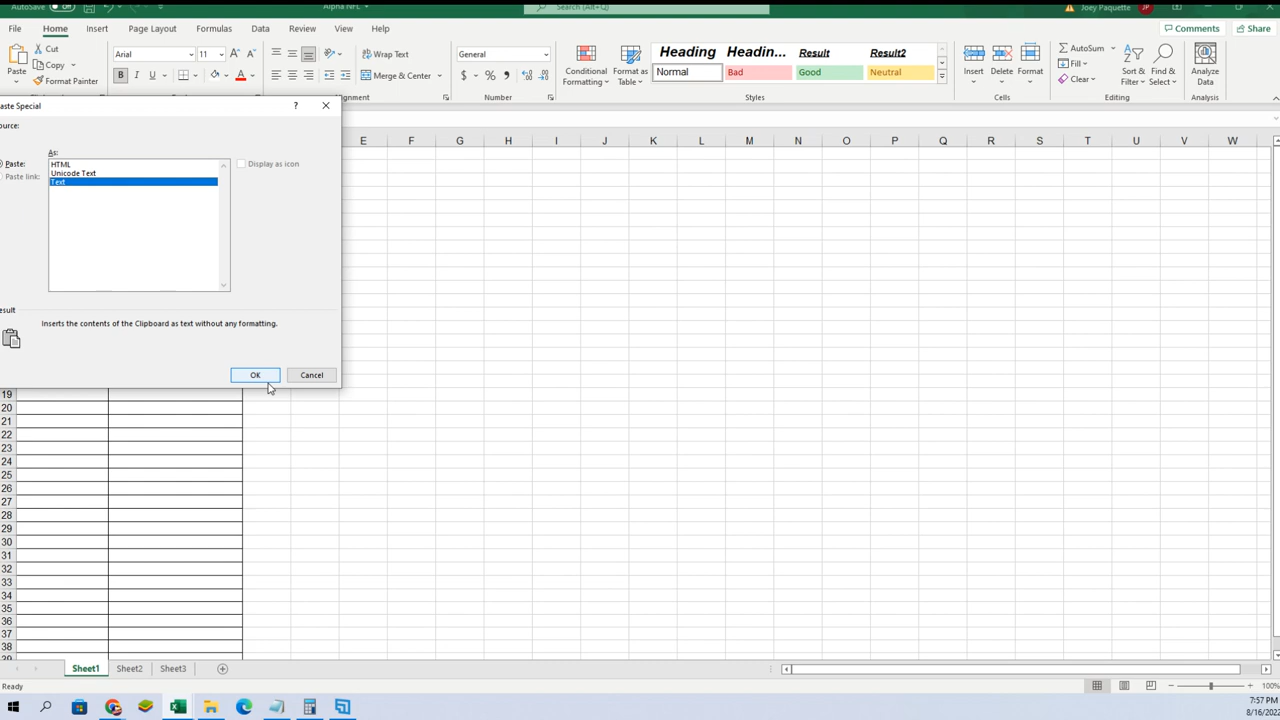 AutoSave Off Alpha NFL Search (Alt+Q) Joey Paquette JP
File Home Insert Page Layout Formulas Data Review View Help Comments Share
Paste Cut Copy Format Painter
Arial 11 B I U
Wrap Text
Merge & Center
General
$ % ,
Conditional Formatting
Format as Table
Heading Headin... Result Result2
Normal Bad Good Neutral
Insert Delete Format
AutoSum
Fill
Clear
Sort & Filter
Find & Select
Analyze Data
Alignment Number Styles Cells Editing Analysis
aste Special ?
ource:
As:
Paste:
Paste link:
HTML
Unicode Text
Text
Display as icon
esult
Inserts the contents of the Clipboard as text without any formatting.
OK Cancel
E F G H I J K L M N O P Q R S T U V W
19
20
21
22
23
24
25
26
27
28
29
30
31
32
33
34
35
36
37
38
39
Sheet1 Sheet2 Sheet3
Ready 100%
7:57 PM
8/16/2022